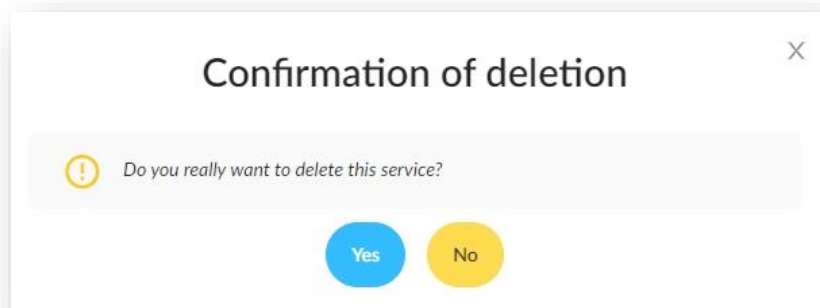 X
Confirmation of deletion
Do you really want to delete this service?
Yes
No